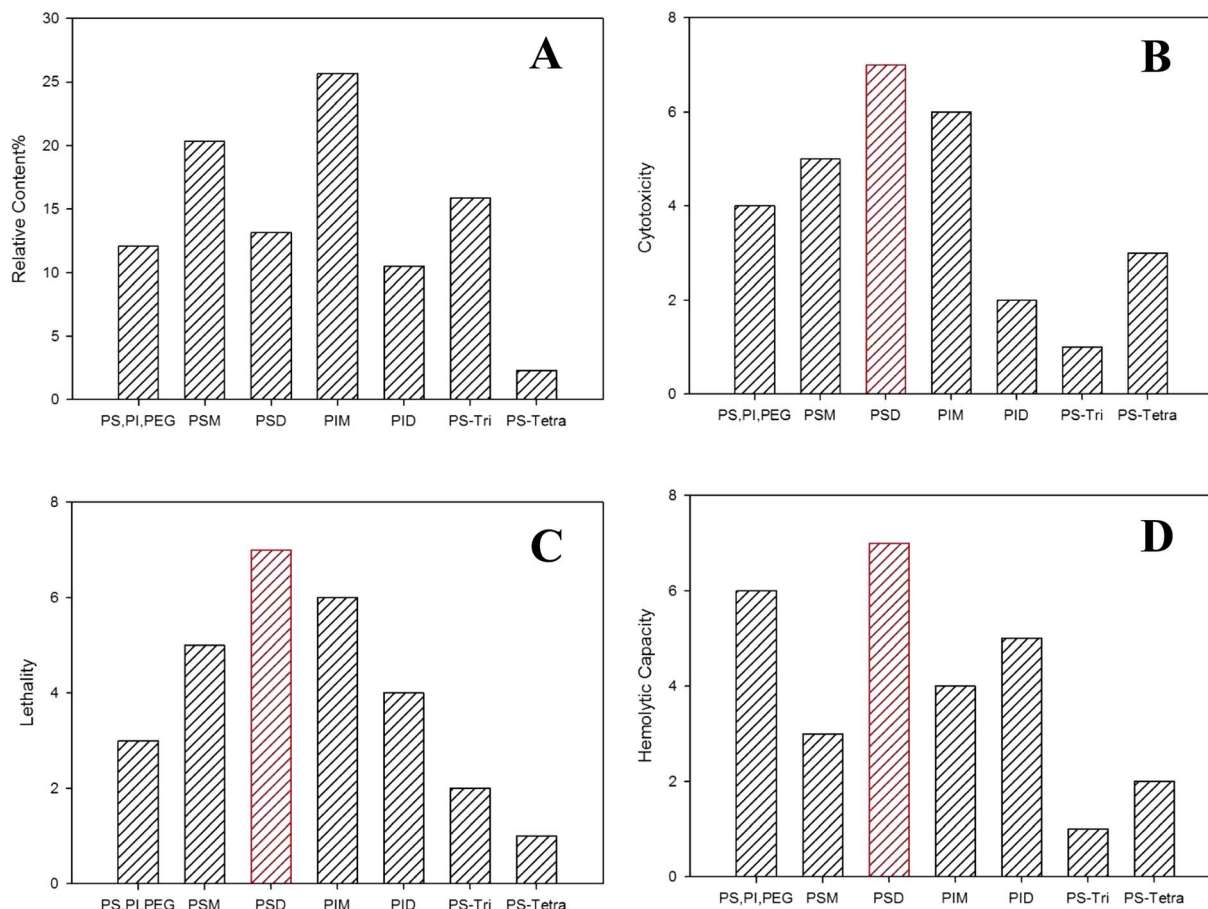 A
Relative Content%
30
25
20
15
10
5
0
PS,PI,PEG PSM PSD PIM PID PS-Tri PS-Tetra
B
Cytotoxicity
8
6
4
2
0
PS,PI,PEG PSM PSD PIM PID PS-Tri PS-Tetra
C
Lethality
8
6
4
2
0
PS,PI,PEG PSM PSD PIM PID PS-Tri PS-Tetra
D
Hemolytic Capacity
8
6
4
2
0
PS,PI,PEG PSM PSD PIM PID PS-Tri PS-Tetra